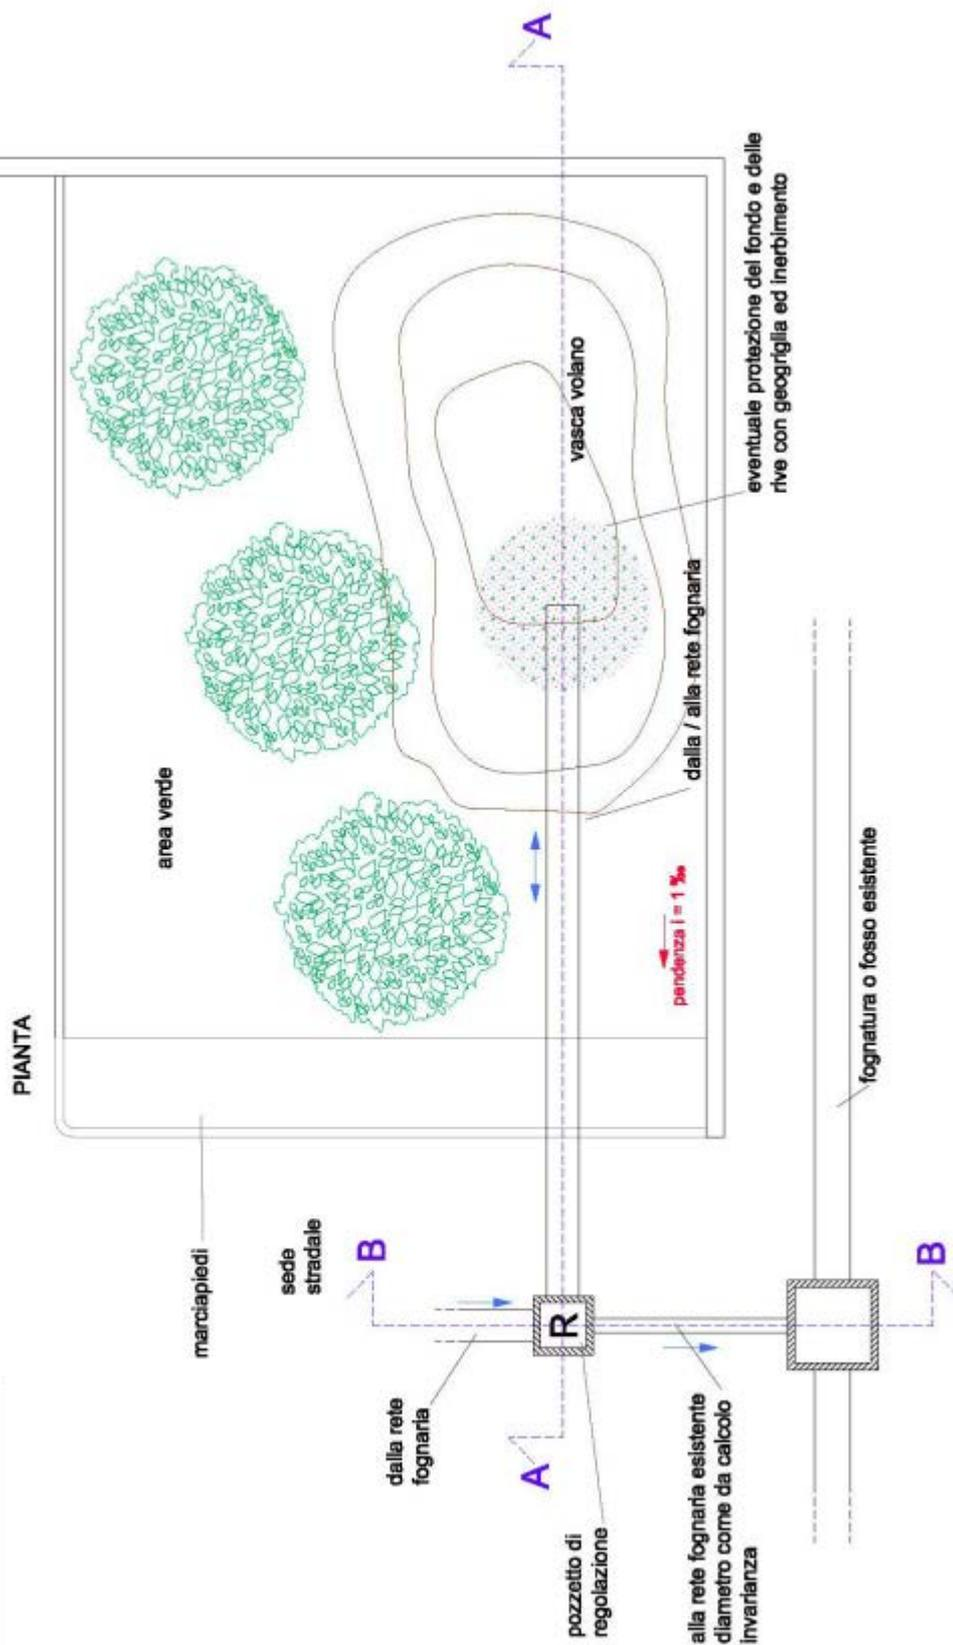 PIANTA
marciapiedi
area verde
sede
stradale
B
dalla rete
fognaria
A
A
R
vasca volano
pozzetto di
regolazione
pendenza i = 1 ‰
dalla / alla rete fognaria
eventuale protezione del fondo e delle
rive con geogriglia ed inerbimento
alla rete fognaria esistente
diametro come da calcolo
invarianza
fognatura o fosso esistente
B